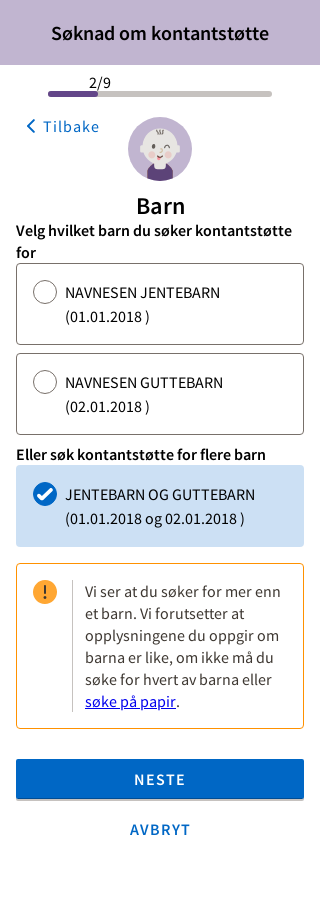 Søknad om kontantstøtte
2/9
Tilbake
Barn
Velg hvilket barn du søker kontantstøtte
for
NAVNESEN JENTEBARN
(01.01.2018 )
NAVNESEN GUTTEBARN
(02.01.2018 )
Eller søk kontantstøtte for flere barn
JENTEBARN OG GUTTEBARN
(01.01.2018 og 02.01.2018 )
Vi ser at du søker for mer enn
et barn. Vi forutsetter at
opplysningene du oppgir om
barna er like, om ikke må du
søke for hvert av barna eller
søke på papir.
NESTE
AVBRYT